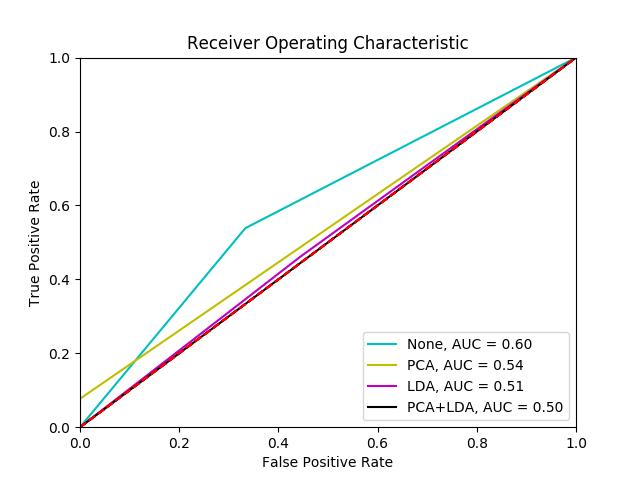 Receiver Operating Characteristic
True Positive Rate
1.0
0.8
0.6
0.4
0.2
0.0
None, AUC = 0.60
PCA, AUC = 0.54
LDA, AUC = 0.51
PCA+LDA, AUC = 0.50
0.0 0.2 0.4 0.6 0.8 1.0
False Positive Rate